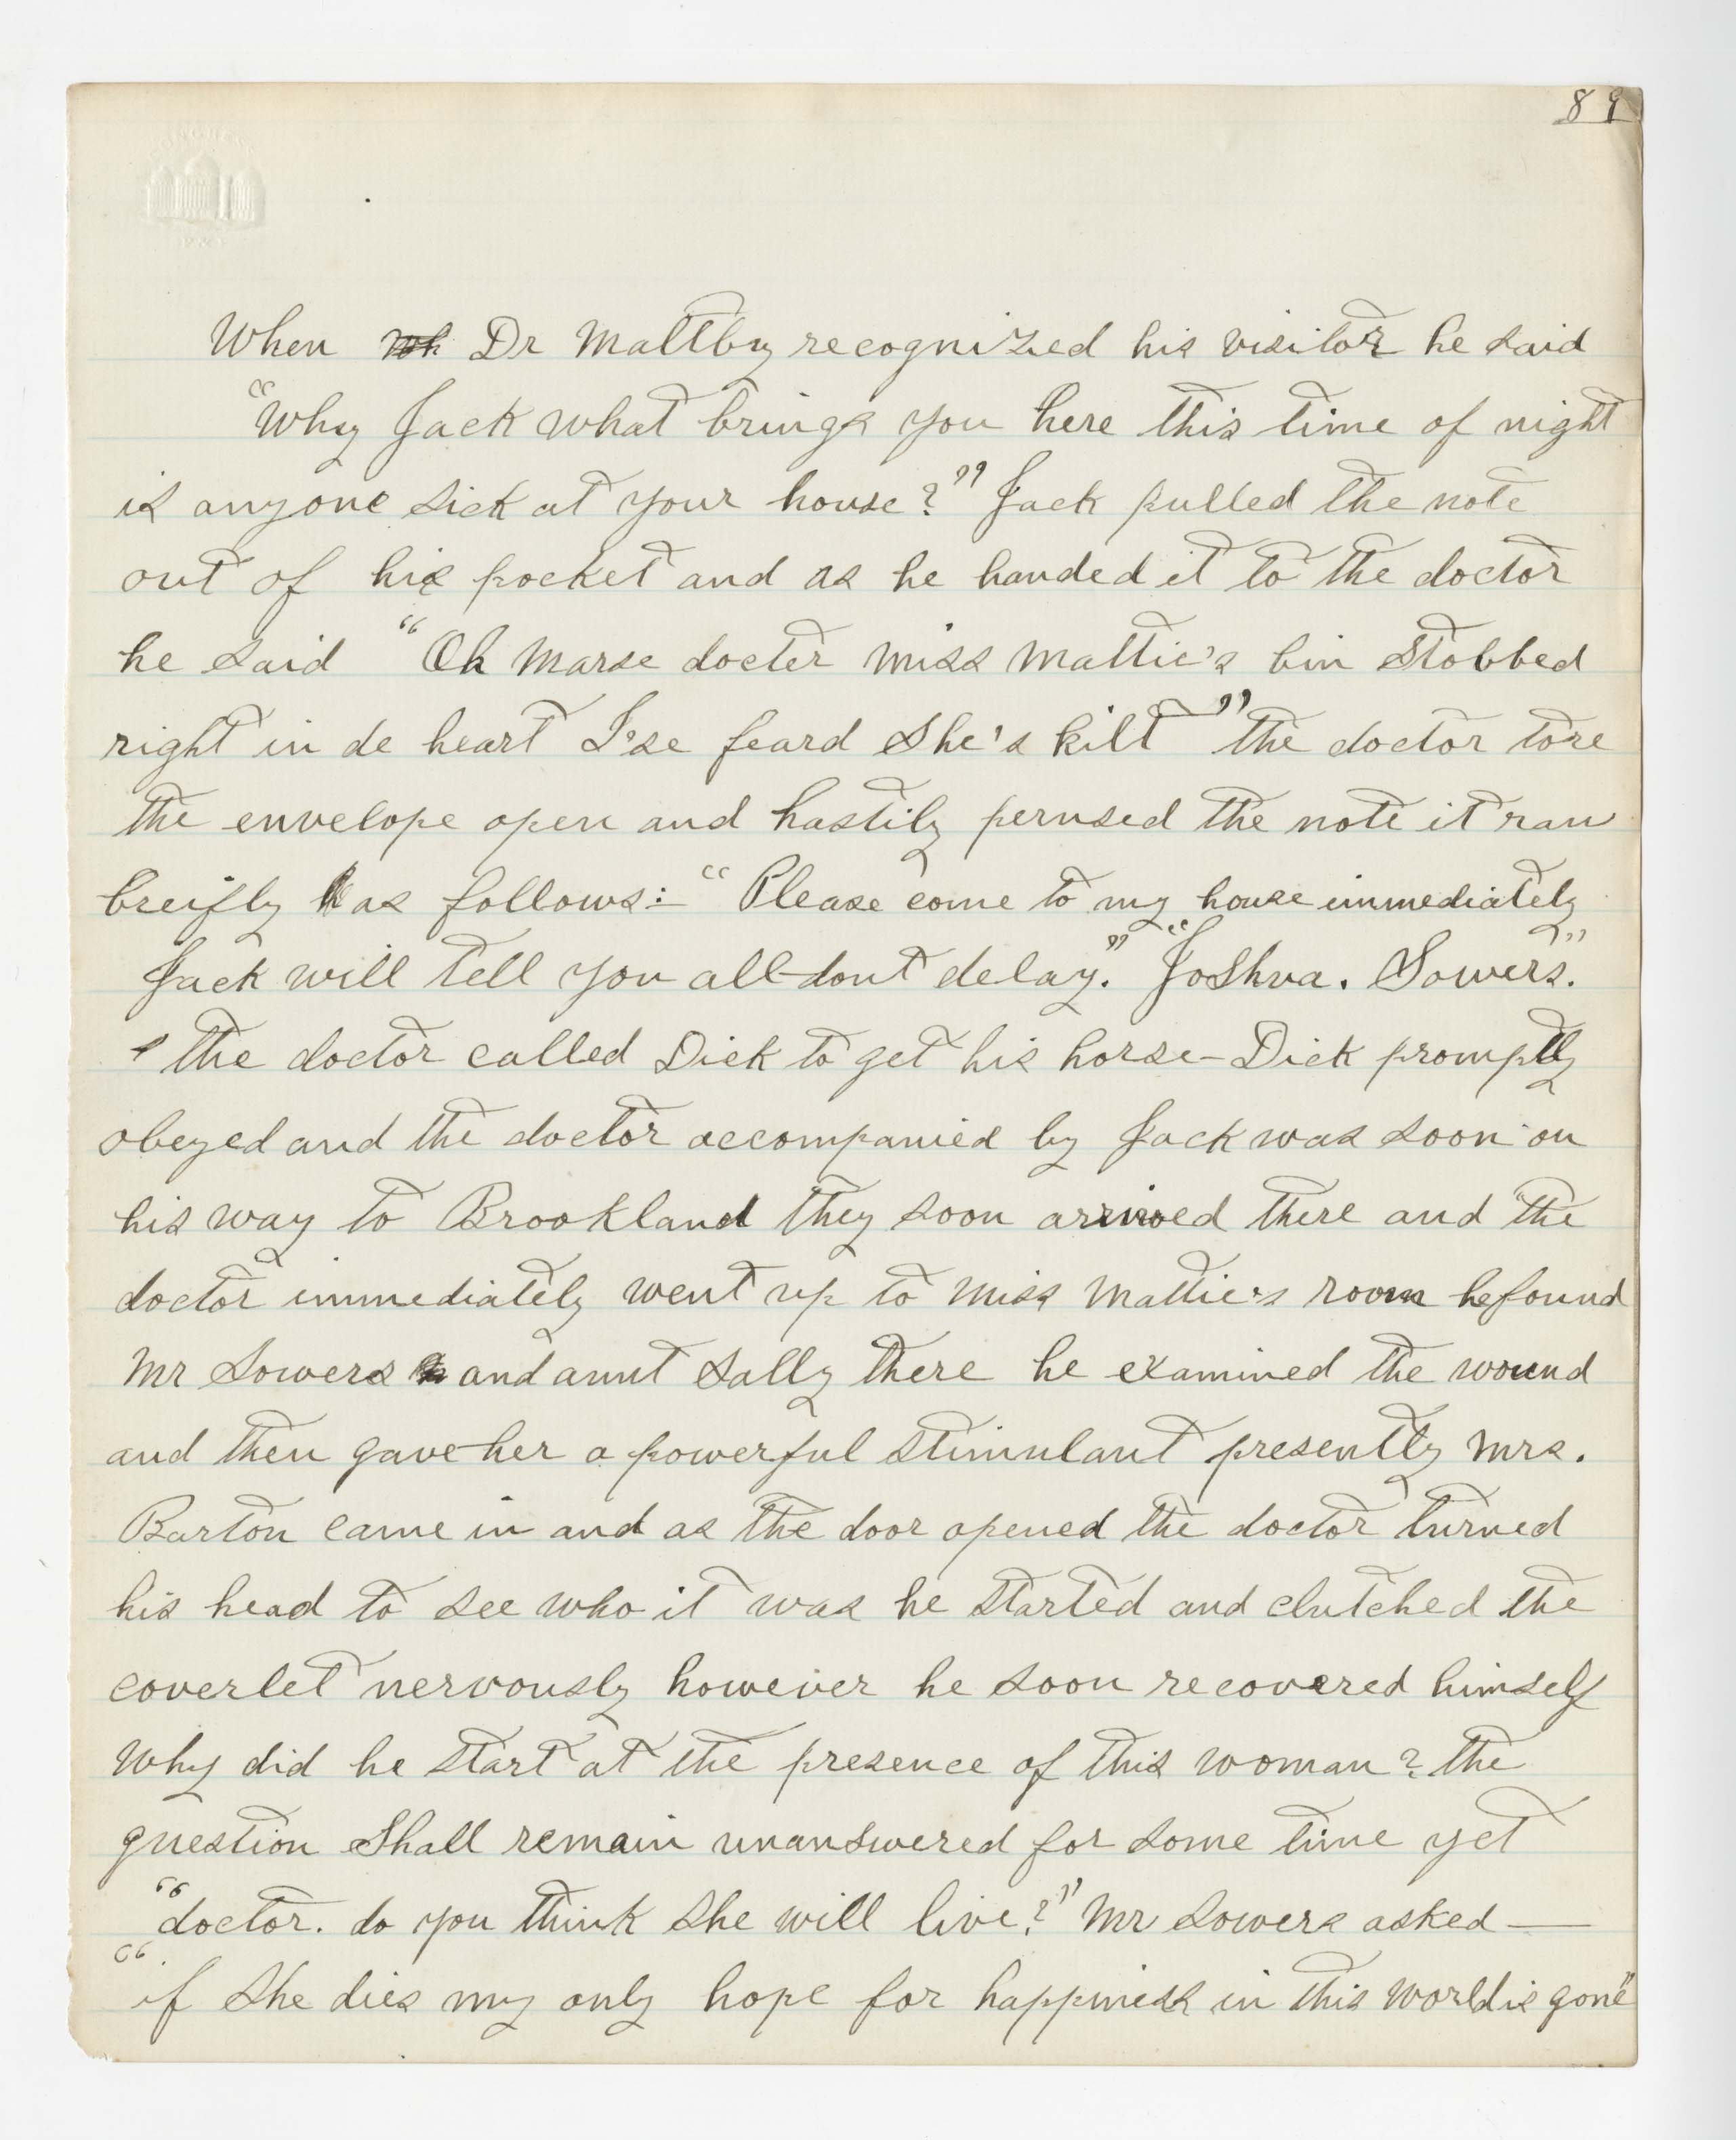 89
When Dr Maltby recognized his visitor he said
"Why Jack what brings you here this time of night
is anyone sick at your house?" Jack pulled the note
out of his pocket and as he handed it to the doctor
he said "Oh Marse docter miss Mattie's bin Stobbed
right in de heart I'se feard She's kilt" the doctor tore
the envelope open and hastily perused the note it ran
breifly as follows:- "Please come to my house immediately
Jack will tell you all-dont delay." "Joshua. Sowers."
the doctor called Dick to get his horse-Dick promptly
obeyed and the doctor accompanied by Jack was soon on
his way to Brookland they soon arrived there and the
doctor immediately went up to Miss Mattie's room he found
Mr Sowers and aunt Sally there he examined the wound
and then gave her a powerful stimulant presently Mrs.
Barton came in and as the door opened the doctor turned
his head to see who it was he started and clutched the
coverlet nervously however he soon recovered himself
Why did he start at the presence of this woman? the
question Shall remain unanswered for some time yet
"doctor. do you think she will live?" Mr Sowers asked —
"if She dies my only hope for happiness in this world is gone"